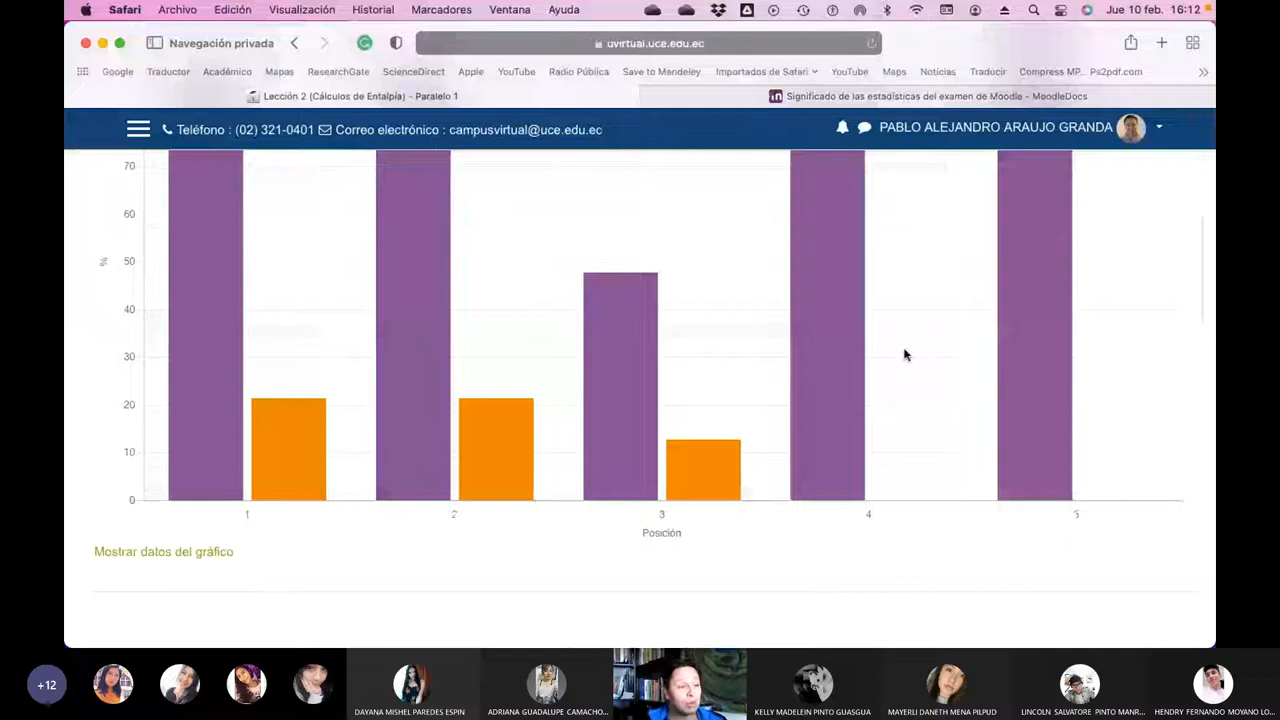 Safari Archivo Edición Visualización Historial Marcadores Ventana Ayuda Jue 10 feb. 16:12
Navegación privada uvirtual.uce.edu.ec
Google Traductor Académico Mapas ResearchGate ScienceDirect Apple YouTube Radio Pública Save to Mendeley Importados de Safari YouTube Maps Noticias Traducir Compress MP... Ps2pdf.com
Lección 2 (Cálculos de Entalpía) - Paralelo 1 Significado de las estadísticas del examen de Moodle - MoodleDocs
Teléfono : (02) 321-0401 Correo electrónico : campusvirtual@uce.edu.ec PABLO ALEJANDRO ARAUJO GRANDA
70
60
50
%
40
30
20
10
0
1 2 3 4 5
Posición
Mostrar datos del gráfico
+12 DAYANA MISHEL PAREDES ESPIN ADRIANA GUADALUPE CAMACHO... KELLY MADELEIN PINTO GUASGUA MAYERLI DANETH MENA PILPUD LINCOLN SALVATORE PINTO MANR... HENDRY FERNANDO MOYANO LO...